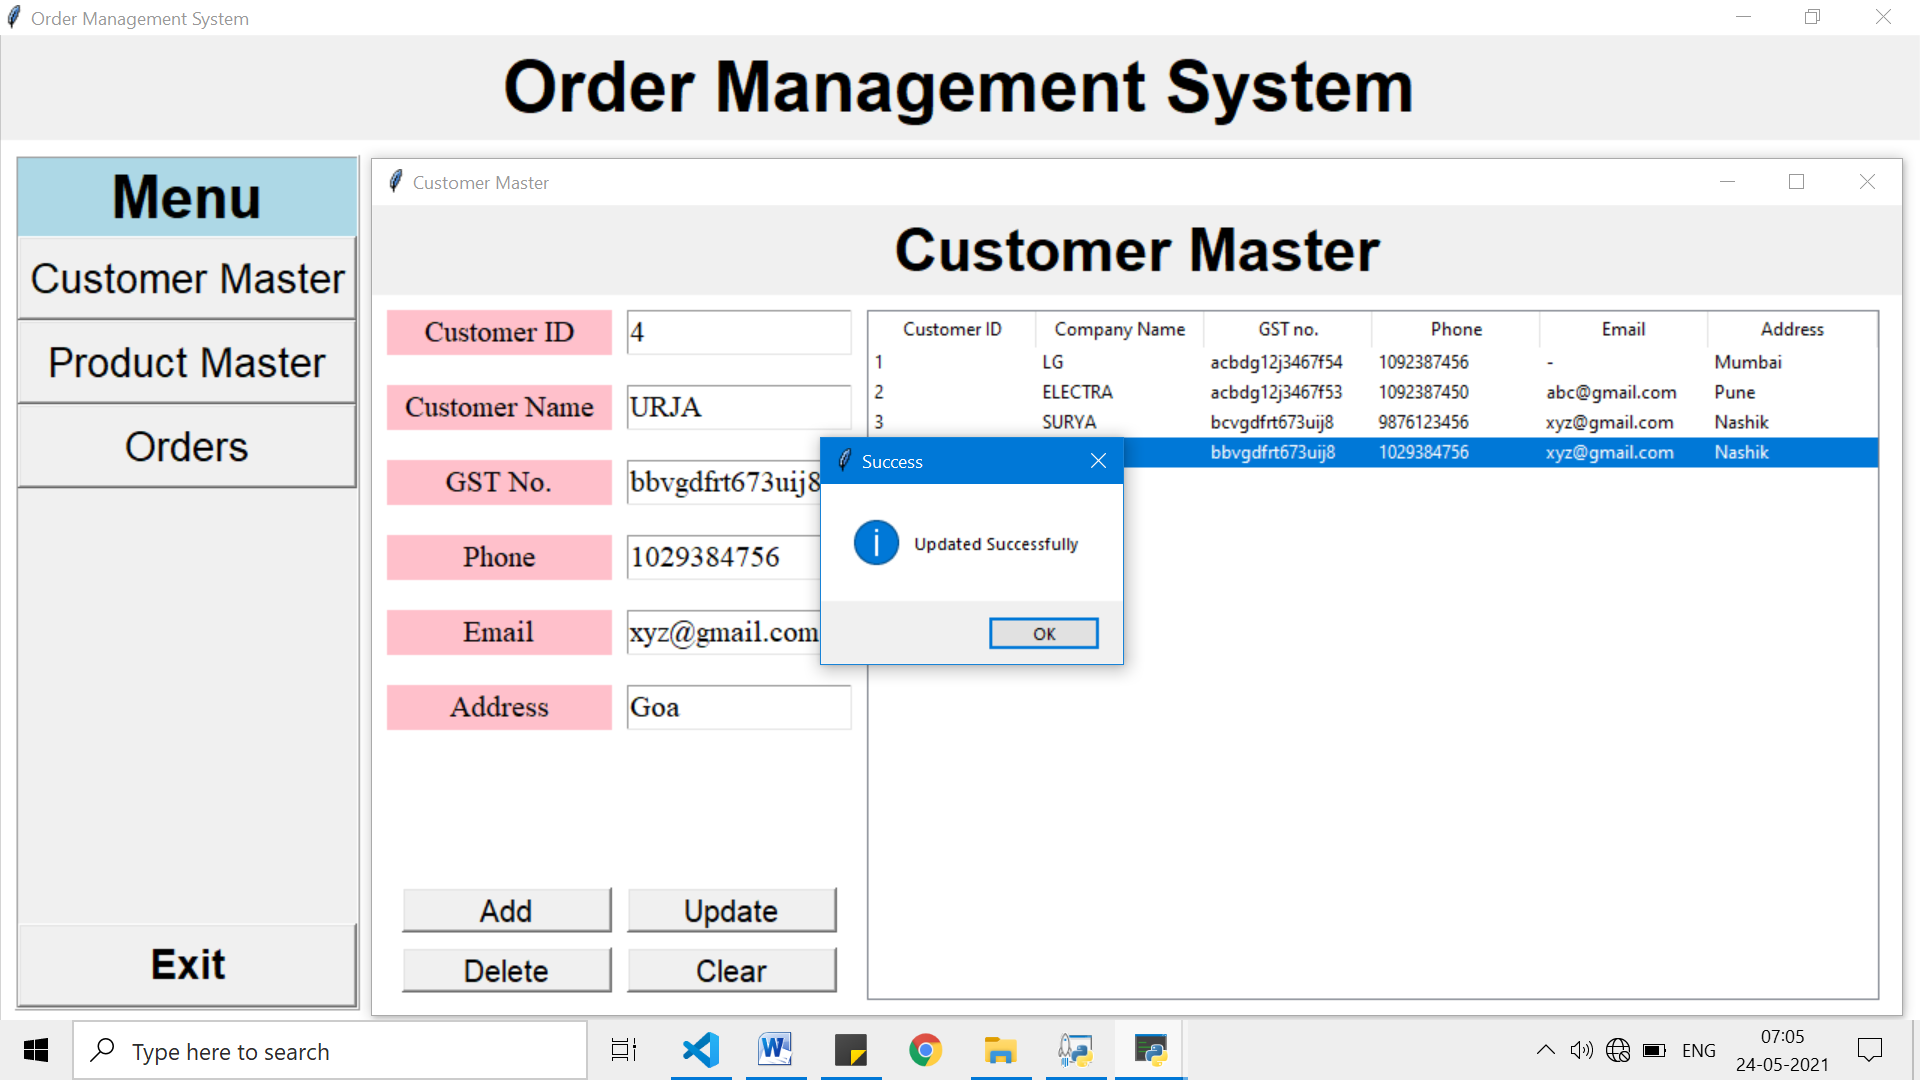 Order Management System
Order Management System
Menu
Customer Master
Product Master
Orders
Exit
Customer Master
Customer Master
Customer ID 4
Customer Name URJA
GST No. bbvgdfrt673uij8
Phone 1029384756
Email xyz@gmail.com
Address Goa
Add Update
Delete Clear
Customer ID Company Name GST no. Phone Email Address
1 LG acbdg12j3467f54 1092387456 - Mumbai
2 ELECTRA acbdg12j3467f53 1092387450 abc@gmail.com Pune
3 SURYA bcvgdfrt673uij8 9876123456 xyz@gmail.com Nashik
bbvgdfrt673uij8 1029384756 xyz@gmail.com Nashik
Success
Updated Successfully
OK
Type here to search
ENG
07:05
24-05-2021